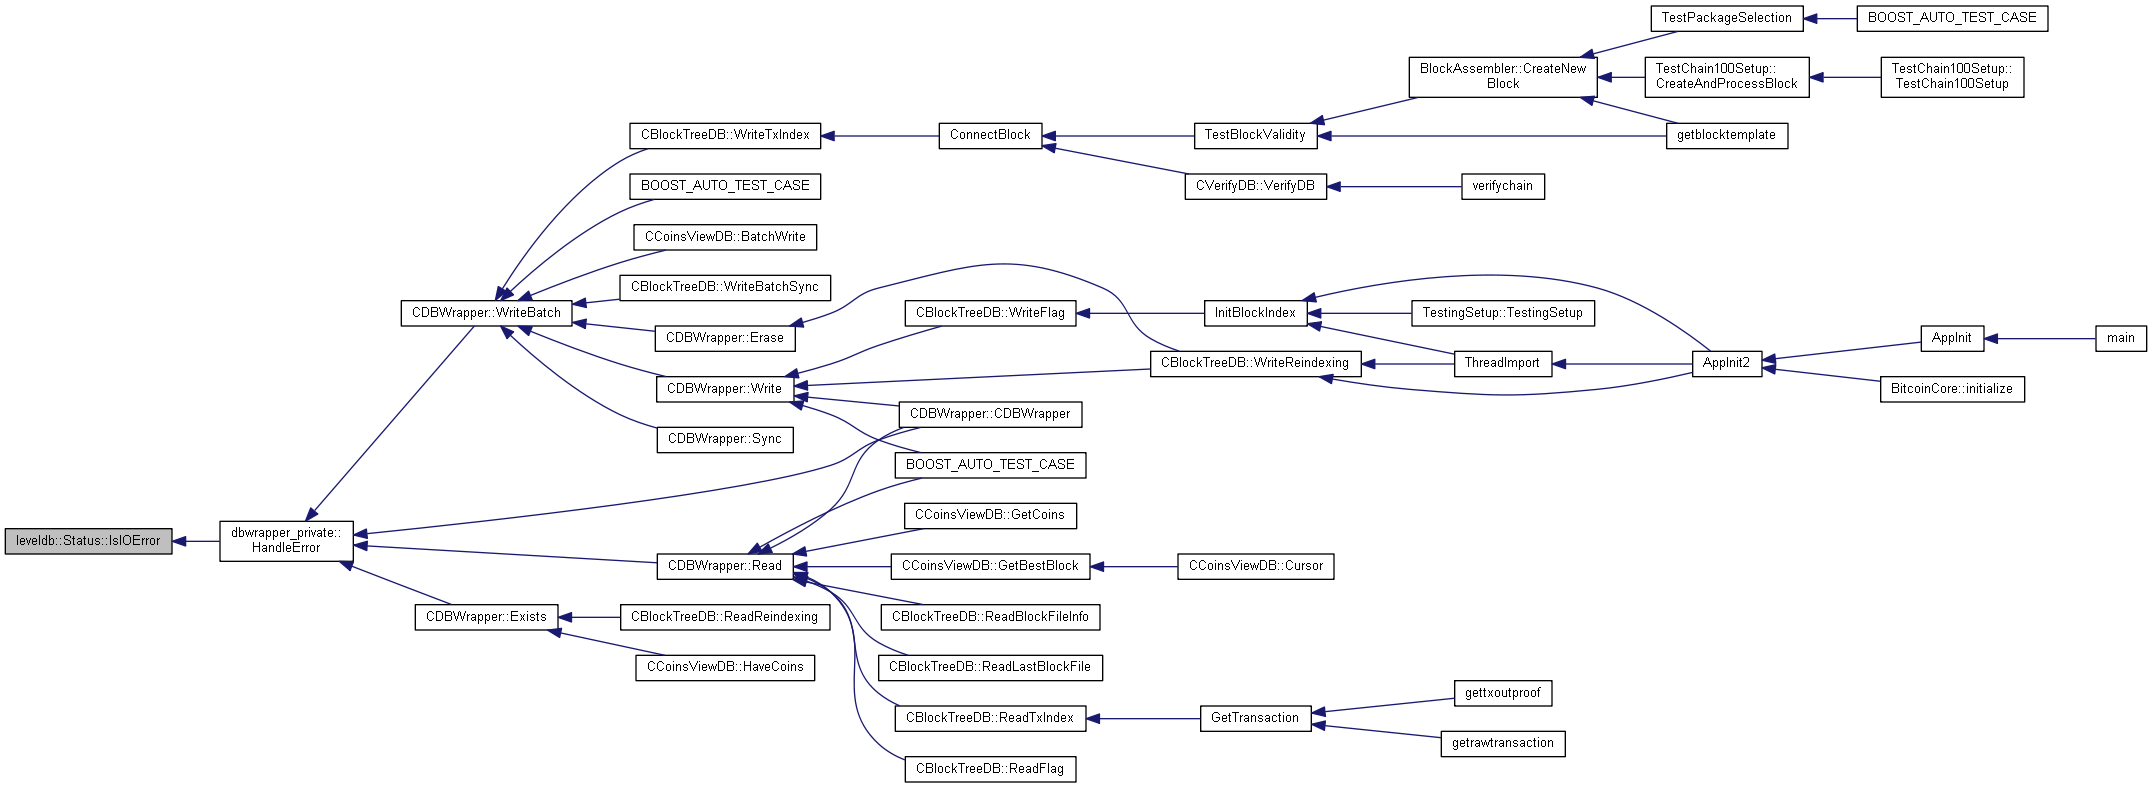 TestPackageSelection
BOOST_AUTO_TEST_CASE
BlockAssembler::CreateNew
Block
TestChain100Setup::
CreateAndProcessBlock
TestChain100Setup::
TestChain100Setup
CBlockTreeDB::WriteTxIndex
ConnectBlock
TestBlockValidity
getblocktemplate
BOOST_AUTO_TEST_CASE
CVerifyDB::VerifyDB
verifychain
CCoinsViewDB::BatchWrite
CBlockTreeDB::WriteBatchSync
CDBWrapper::WriteBatch
CBlockTreeDB::WriteFlag
InitBlockIndex
TestingSetup::TestingSetup
CDBWrapper::Erase
AppInit
main
CBlockTreeDB::WriteReindexing
ThreadImport
AppInit2
CDBWrapper::Write
BitcoinCore::initialize
CDBWrapper::CDBWrapper
CDBWrapper::Sync
BOOST_AUTO_TEST_CASE
CCoinsViewDB::GetCoins
leveldb::Status::IsIOError
dbwrapper_private::
HandleError
CDBWrapper::Read
CCoinsViewDB::GetBestBlock
CCoinsViewDB::Cursor
CDBWrapper::Exists
CBlockTreeDB::ReadReindexing
CBlockTreeDB::ReadBlockFileInfo
CCoinsViewDB::HaveCoins
CBlockTreeDB::ReadLastBlockFile
gettxoutproof
CBlockTreeDB::ReadTxIndex
GetTransaction
getrawtransaction
CBlockTreeDB::ReadFlag